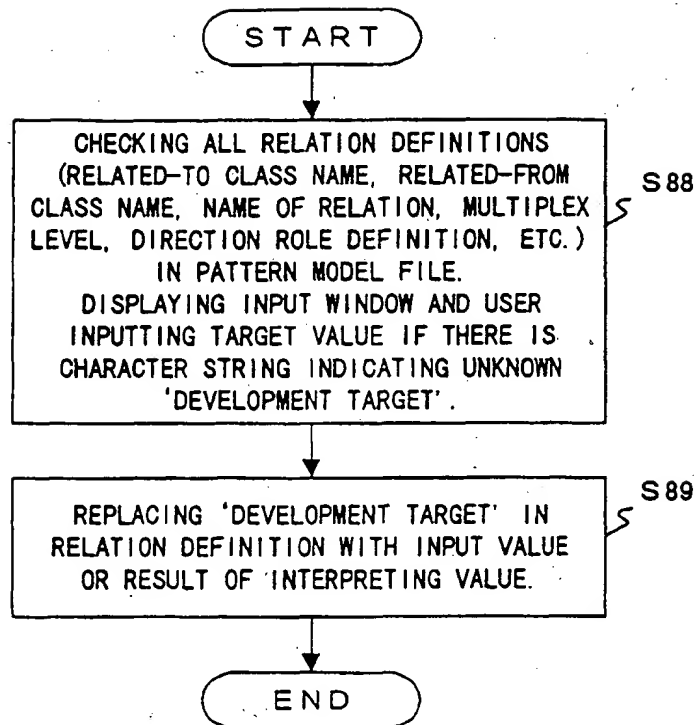 START
CHECKING ALL RELATION DEFINITIONS
(RELATED-TO CLASS NAME, RELATED-FROM
CLASS NAME, NAME OF RELATION, MULTIPLEX
LEVEL, DIRECTION ROLE DEFINITION, ETC.)
IN PATTERN MODEL FILE.
DISPLAYING INPUT WINDOW AND USER
INPUTTING TARGET VALUE IF THERE IS
CHARACTER STRING INDICATING UNKNOWN
'DEVELOPMENT TARGET'.
S88
REPLACING 'DEVELOPMENT TARGET' IN
RELATION DEFINITION WITH INPUT VALUE
OR RESULT OF INTERPRETING VALUE.
S89
END